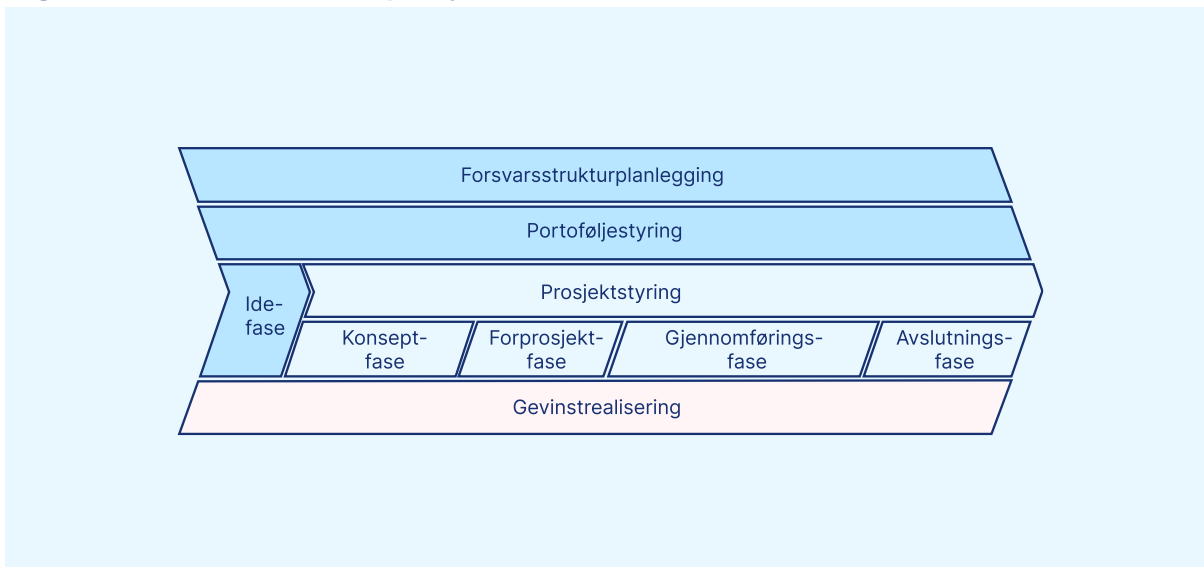 Forsvarsstrukturplanlegging
Portoføljestyring
Ide-
fase
Prosjektstyring
Konsept-
fase
Forprosjekt-
fase
Gjennomførings-
fase
Avslutnings-
fase
Gevinstrealisering